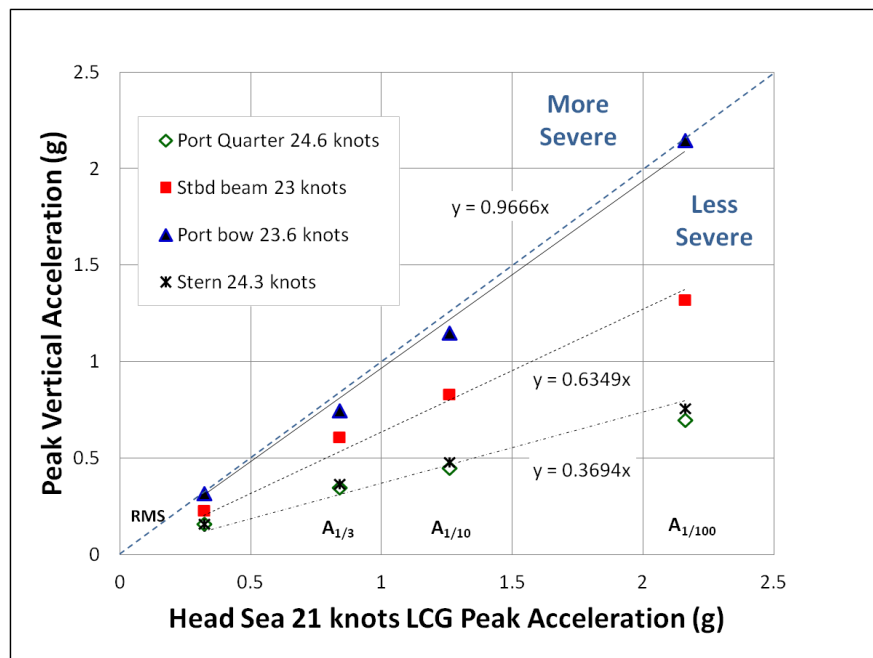 2.5
2
1.5
1
0.5
0
Peak Vertical Acceleration (g)
Port Quarter 24.6 knots
Stbd beam 23 knots
Port bow 23.6 knots
Stern 24.3 knots
More
Severe
Less
Severe
y = 0.9666x
y = 0.6349x
y = 0.3694x
RMS
A1/3
A1/10
A1/100
0
0.5
1
1.5
2
2.5
Head Sea 21 knots LCG Peak Acceleration (g)